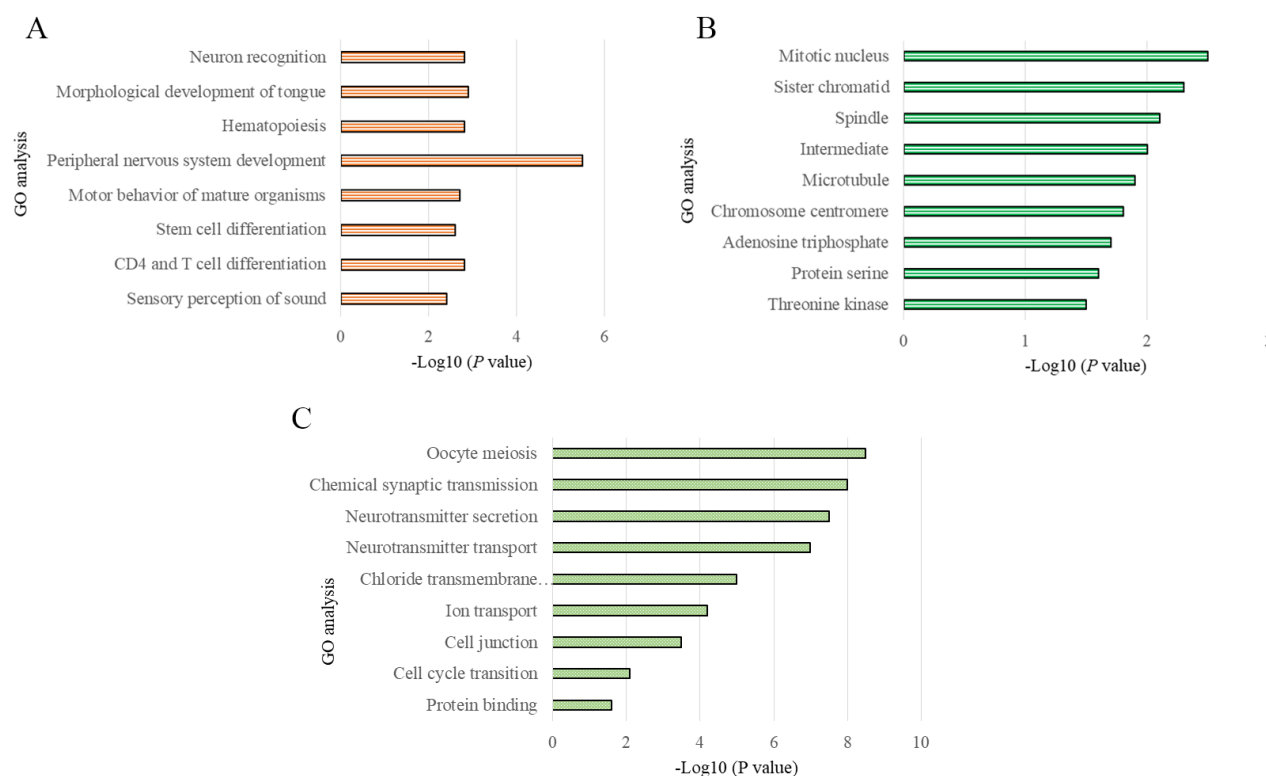 A
GO analysis
Neuron recognition
Morphological development of tongue
Hematopoiesis
Peripheral nervous system development
Motor behavior of mature organisms
Stem cell differentiation
CD4 and T cell differentiation
Sensory perception of sound
0 2 4 6
-Log10 (P value)
B
GO analysis
Mitotic nucleus
Sister chromatid
Spindle
Intermediate
Microtubule
Chromosome centromere
Adenosine triphosphate
Protein serine
Threonine kinase
0 1 2
-Log10 (P value)
C
GO analysis
Oocyte meiosis
Chemical synaptic transmission
Neurotransmitter secretion
Neurotransmitter transport
Chloride transmembrane…
Ion transport
Cell junction
Cell cycle transition
Protein binding
0 2 4 6 8 10
-Log10 (P value)